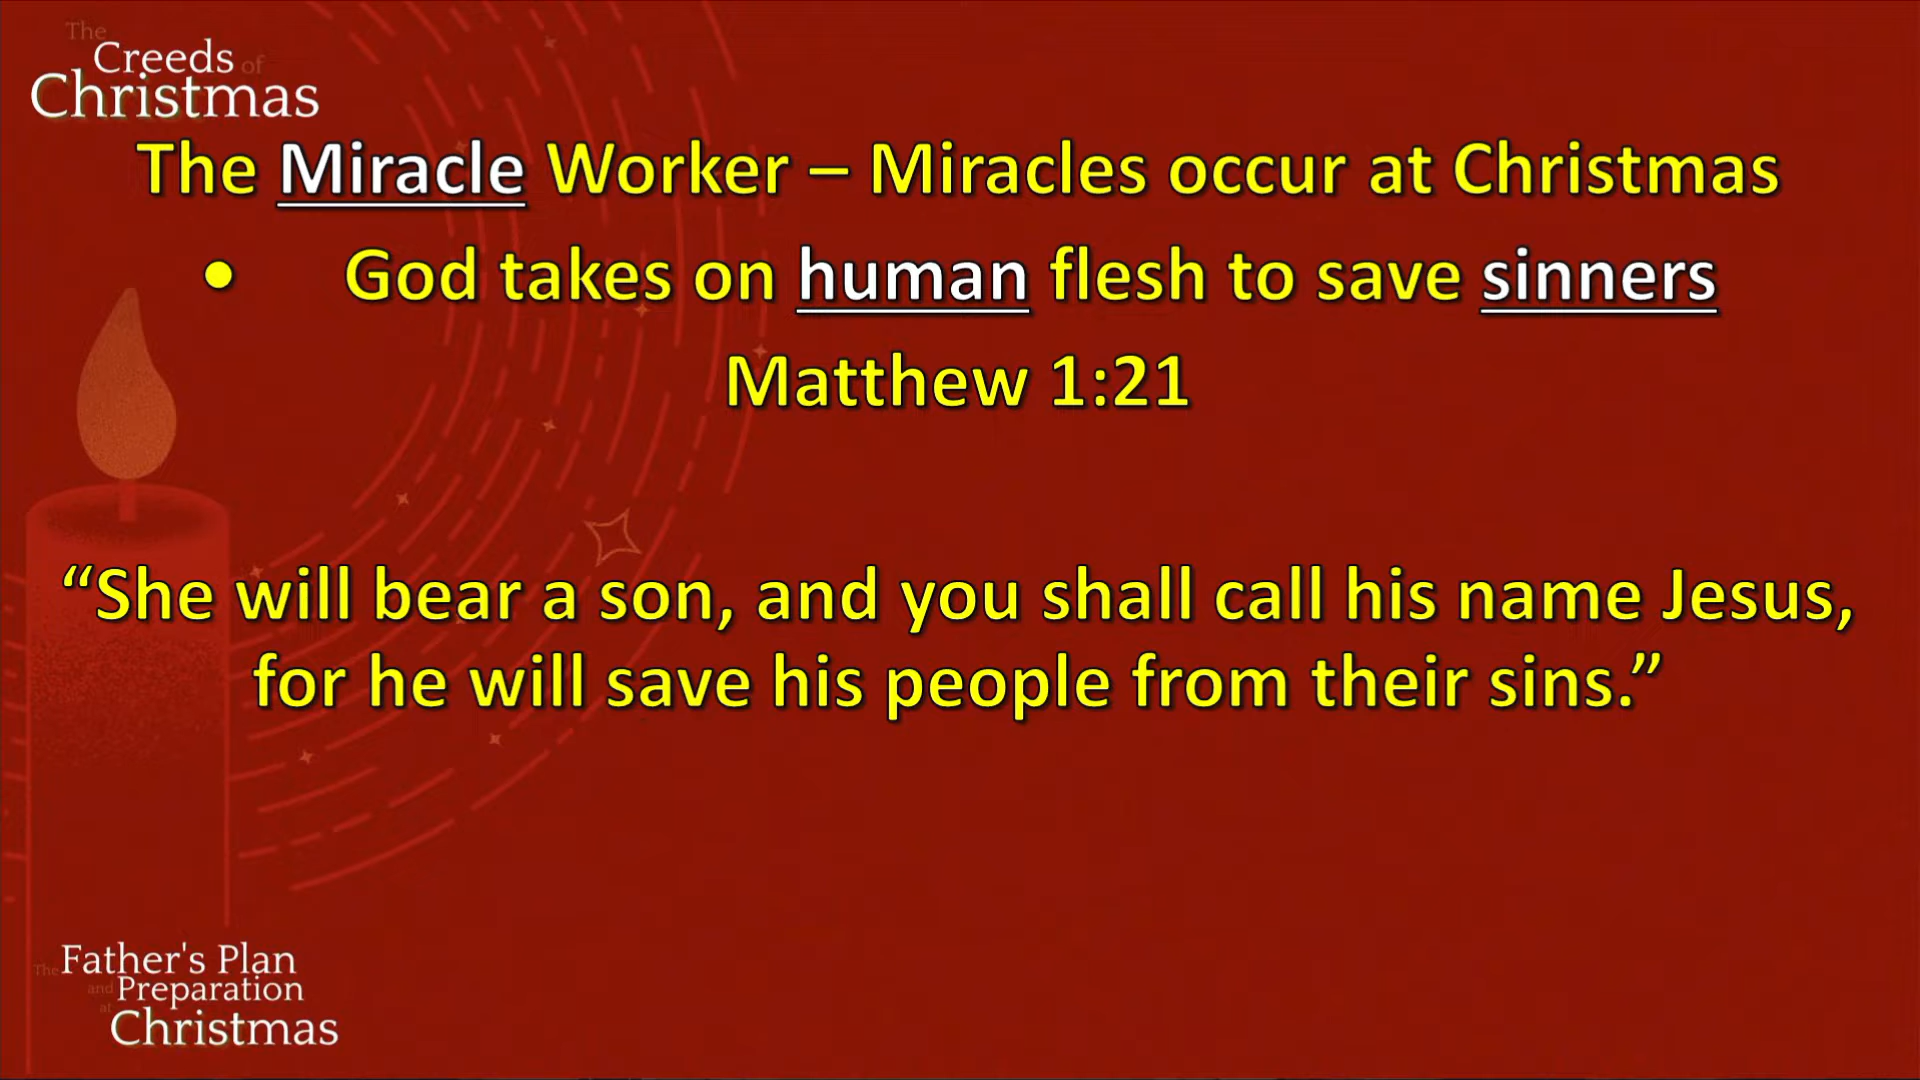 The
Creeds of
Christmas
The Miracle Worker – Miracles occur at Christmas
• God takes on human flesh to save sinners
Matthew 1:21
“She will bear a son, and you shall call his name Jesus,
for he will save his people from their sins.”
The Father's Plan
and Preparation
at Christmas